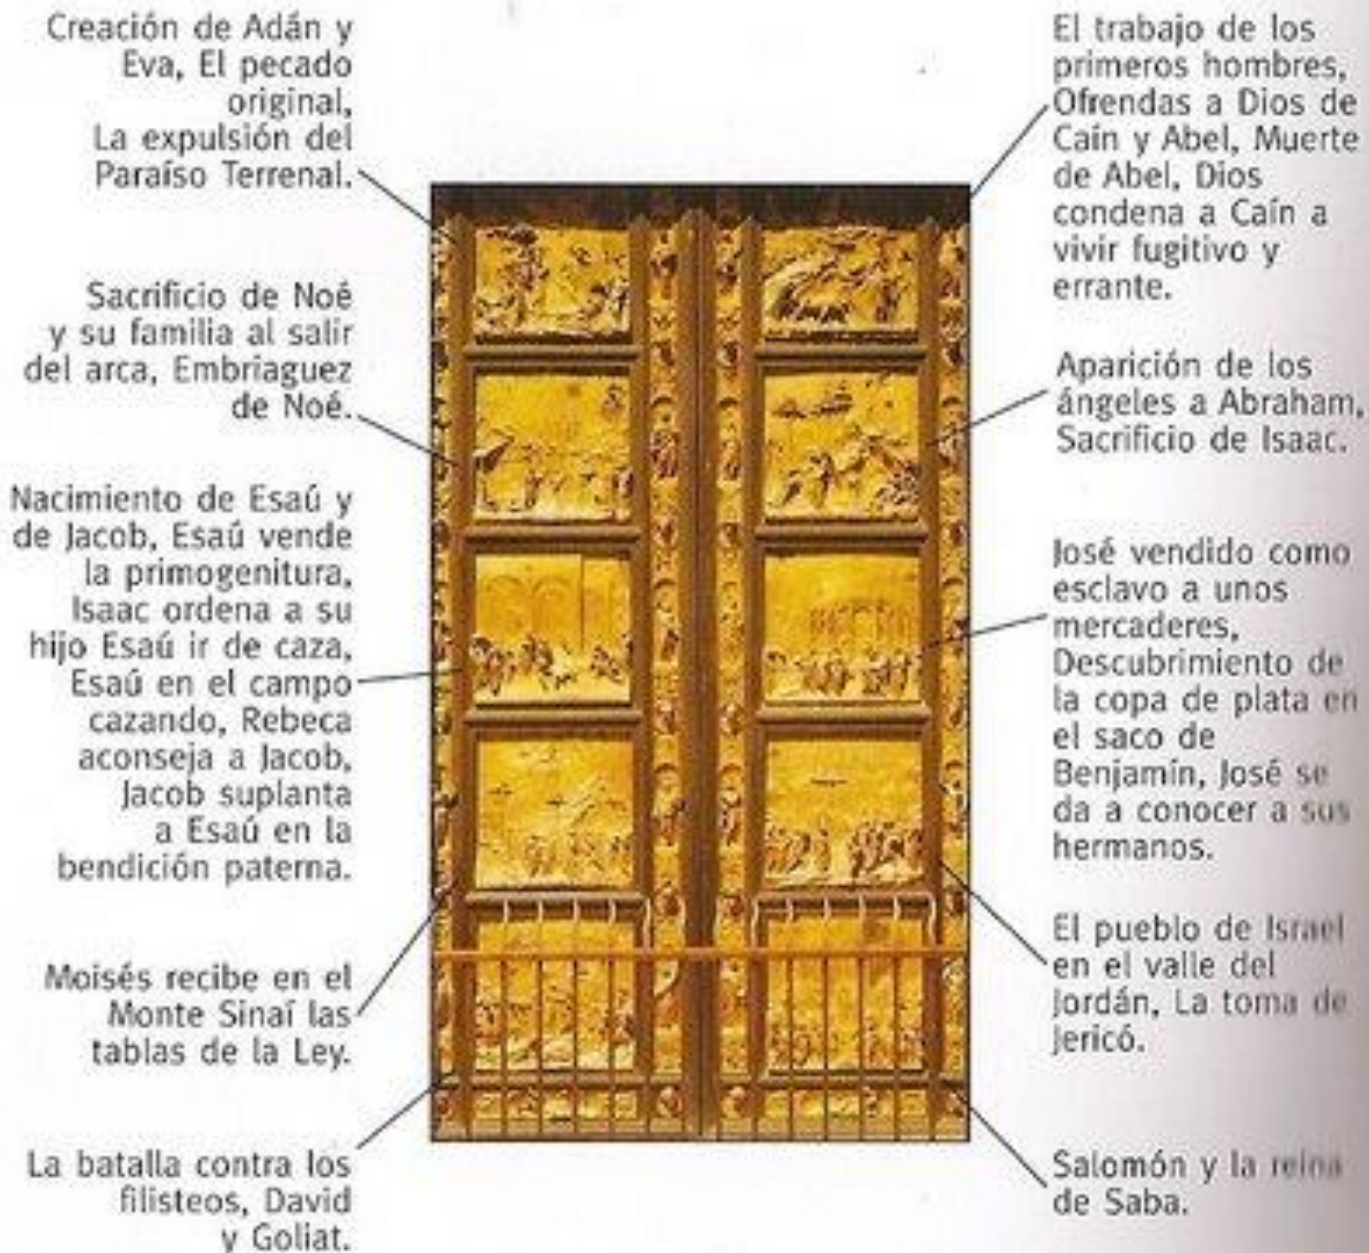 Creación de Adán y
Eva, El pecado
original,
La expulsión del
Paraíso Terrenal.
Sacrificio de Noé
y su familia al salir
del arca, Embriaguez
de Noé.
Nacimiento de Esaú y
de Jacob, Esaú vende
la primogenitura,
Isaac ordena a su
hijo Esaú ir de caza,
Esaú en el campo
cazando, Rebeca
aconseja a Jacob,
Jacob suplanta
a Esaú en la
bendición paterna.
Moisés recibe en el
Monte Sinaí las
tablas de la Ley.
La batalla contra los
filisteos, David
y Goliat.
El trabajo de los
primeros hombres,
Ofrendas a Dios de
Caín y Abel, Muerte
de Abel, Dios
condena a Caín a
vivir fugitivo y
errante.
Aparición de los
ángeles a Abraham,
Sacrificio de Isaac.
José vendido como
esclavo a unos
mercaderes,
Descubrimiento de
la copa de plata en
el saco de
Benjamín, José se
da a conocer a sus
hermanos.
El pueblo de Israel
en el valle del
Jordán, La toma de
Jericó.
Salomón y la reina
de Saba.